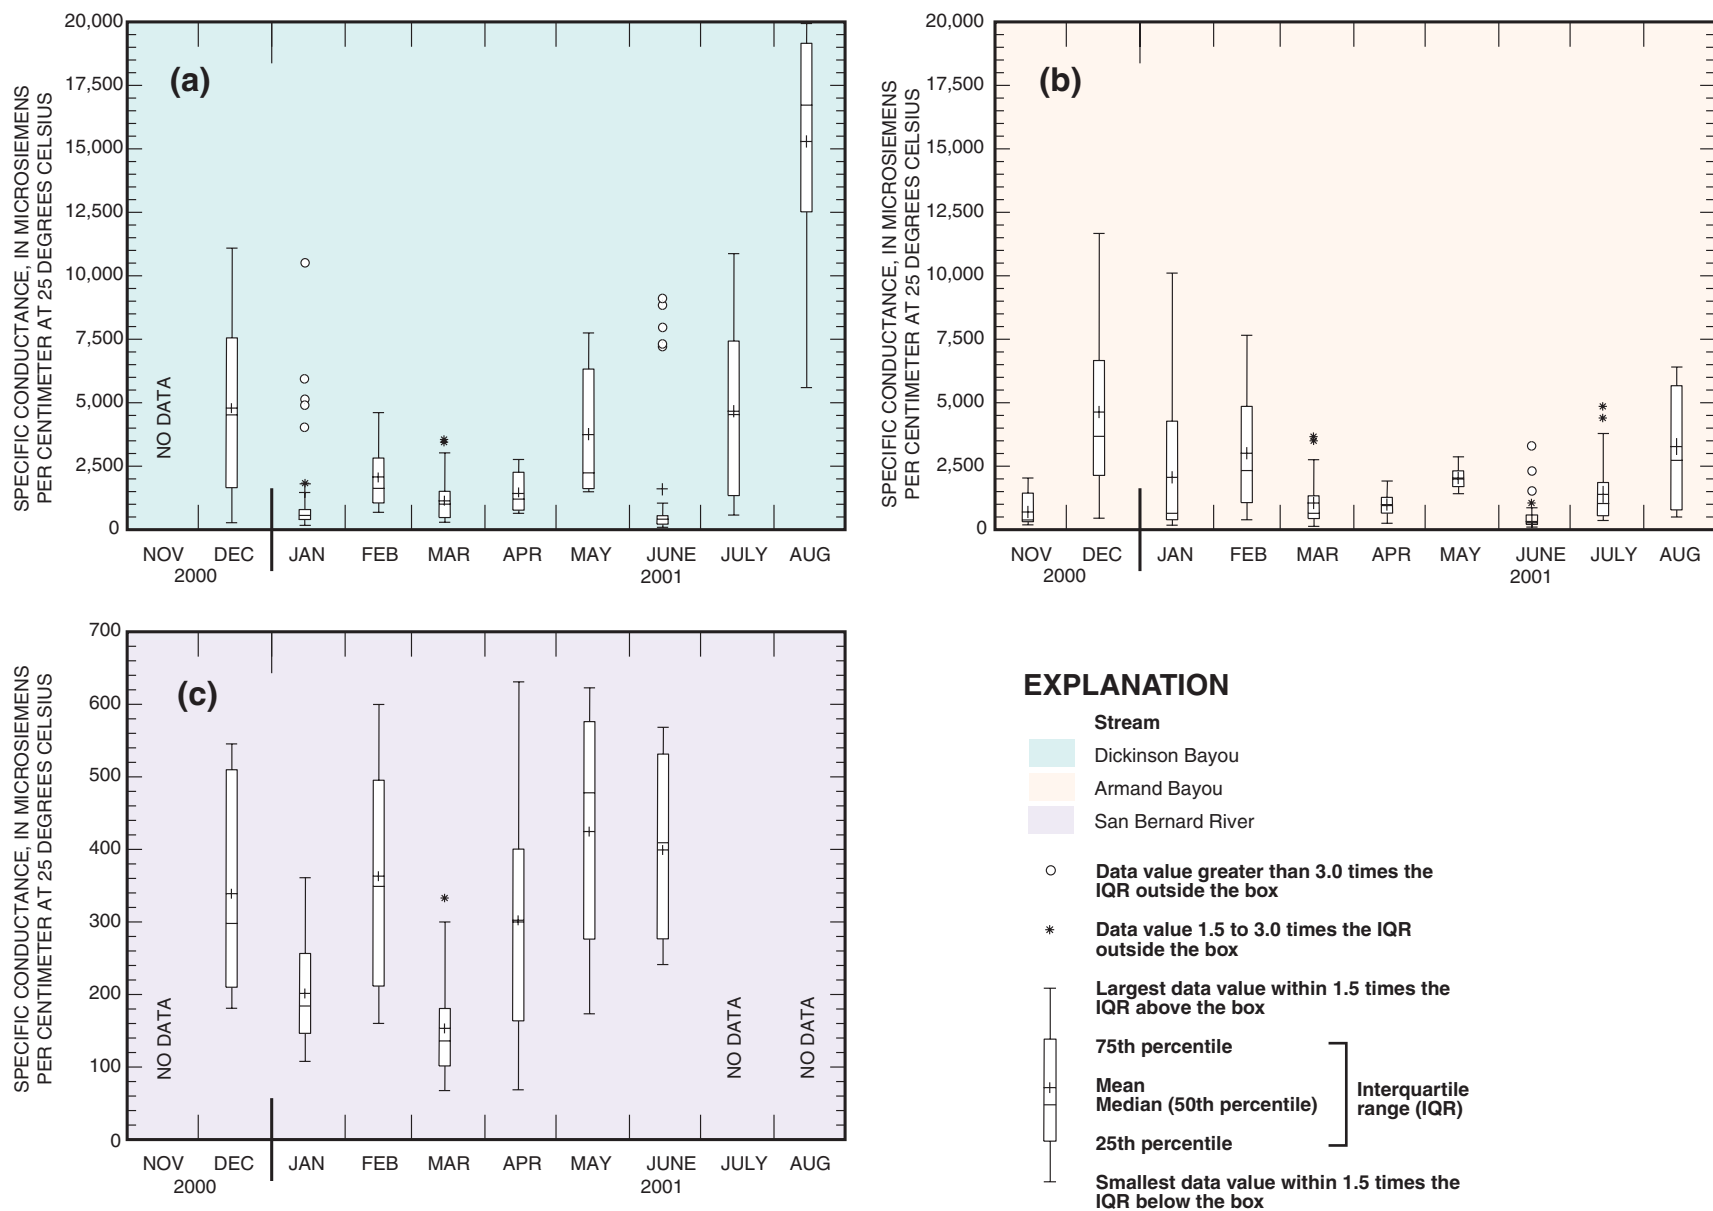 (a)
SPECIFIC CONDUCTANCE, IN MICROSIEMENS
PER CENTIMETER AT 25 DEGREES CELSIUS
20,000
17,500
15,000
12,500
10,000
7,500
5,000
2,500
0
NO DATA
NOV DEC JAN FEB MAR APR MAY JUNE JULY AUG
2000 2001
(b)
SPECIFIC CONDUCTANCE, IN MICROSIEMENS
PER CENTIMETER AT 25 DEGREES CELSIUS
20,000
17,500
15,000
12,500
10,000
7,500
5,000
2,500
0
NOV DEC JAN FEB MAR APR MAY JUNE JULY AUG
2000 2001
(c)
SPECIFIC CONDUCTANCE, IN MICROSIEMENS
PER CENTIMETER AT 25 DEGREES CELSIUS
700
600
500
400
300
200
100
0
NO DATA
NO DATA
NO DATA
NOV DEC JAN FEB MAR APR MAY JUNE JULY AUG
2000 2001
EXPLANATION
Stream
Dickinson Bayou
Armand Bayou
San Bernard River
Data value greater than 3.0 times the
IQR outside the box
Data value 1.5 to 3.0 times the IQR
outside the box
Largest data value within 1.5 times the
IQR above the box
75th percentile
Mean
Median (50th percentile)
25th percentile
Interquartile
range (IQR)
Smallest data value within 1.5 times the
IQR below the box